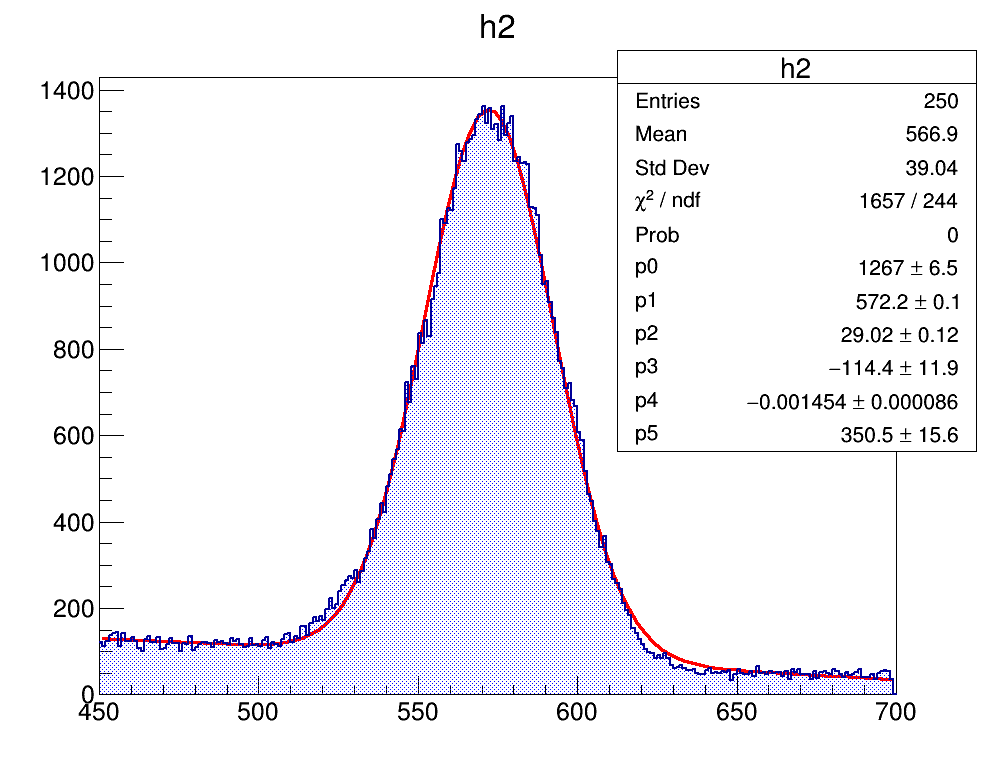 h2
h2
Entries 250
Mean 566.9
Std Dev 39.04
χ² / ndf 1657 / 244
Prob 0
p0 1267 ± 6.5
p1 572.2 ± 0.1
p2 29.02 ± 0.12
p3 −114.4 ± 11.9
p4 −0.001454 ± 0.000086
p5 350.5 ± 15.6
1400
1200
1000
800
600
400
200
0
450 500 550 600 650 700